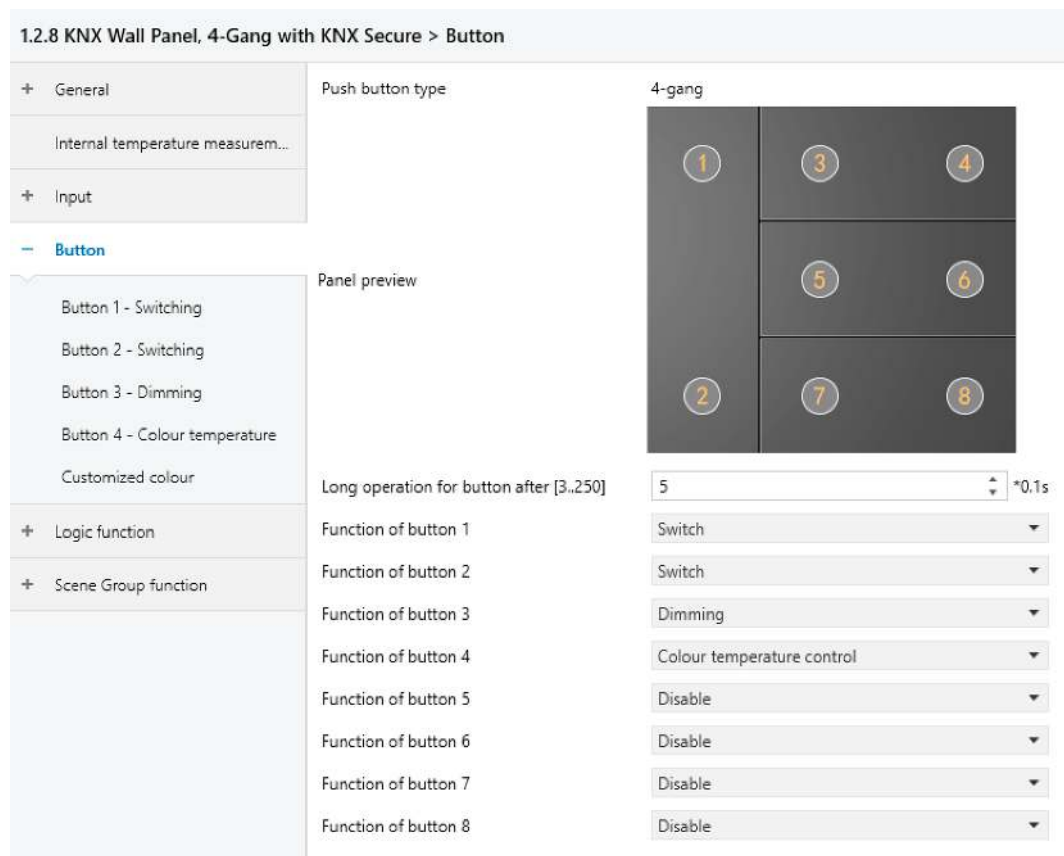 1.2.8 KNX Wall Panel, 4-Gang with KNX Secure > Button
+ General
Internal temperature measurem...
+ Input
− Button
Button 1 - Switching
Button 2 - Switching
Button 3 - Dimming
Button 4 - Colour temperature
Customized colour
+ Logic function
+ Scene Group function
Push button type 4-gang
Panel preview
1 3 4
5 6
2 7 8
Long operation for button after [3..250] 5 *0.1s
Function of button 1 Switch
Function of button 2 Switch
Function of button 3 Dimming
Function of button 4 Colour temperature control
Function of button 5 Disable
Function of button 6 Disable
Function of button 7 Disable
Function of button 8 Disable